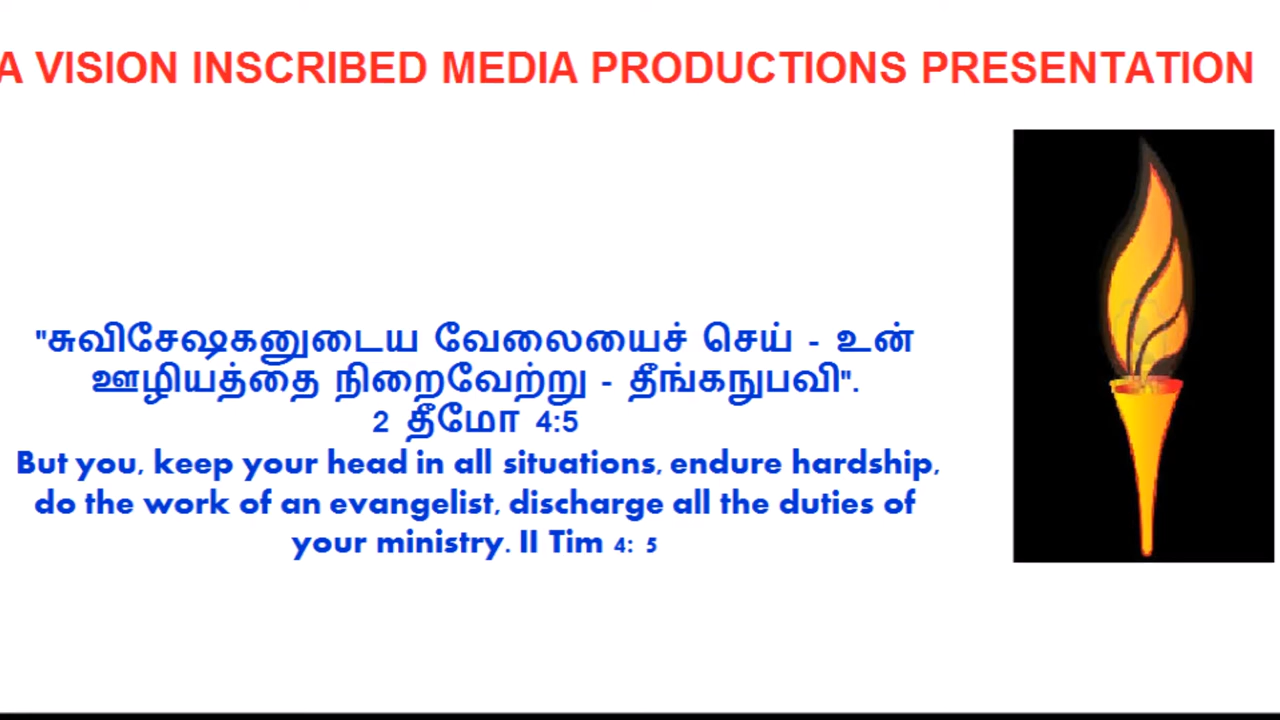 A VISION INSCRIBED MEDIA PRODUCTIONS PRESENTATION
"சுவிசேஷகனுடைய வேலையைச் செய் - உன்
ஊழியத்தை நிறைவேற்று - தீங்கநுபவி".
2 தீமோ 4:5
But you, keep your head in all situations, endure hardship,
do the work of an evangelist, discharge all the duties of
your ministry. II Tim 4: 5